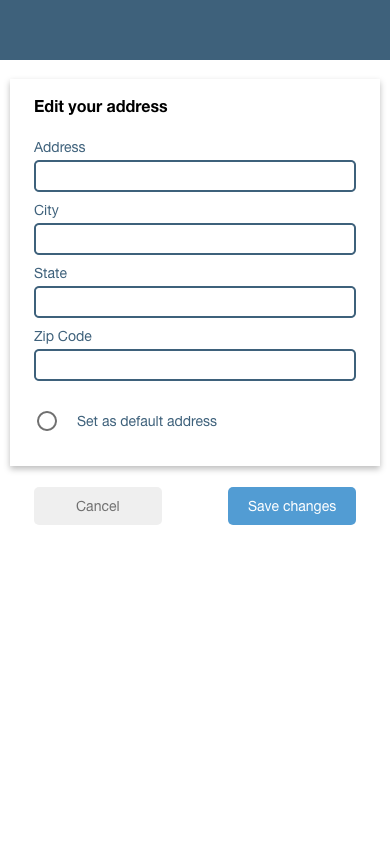 Edit your address
Address
City
State
Zip Code
Set as default address
Cancel
Save changes